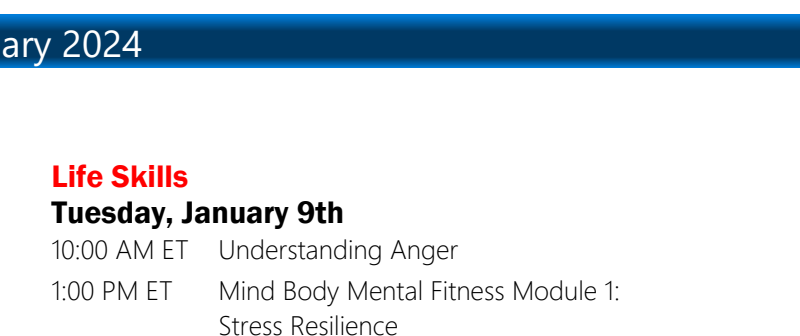 ary 2024
Life Skills
Tuesday, January 9th
10:00 AM ET Understanding Anger
1:00 PM ET Mind Body Mental Fitness Module 1:
Stress Resilience